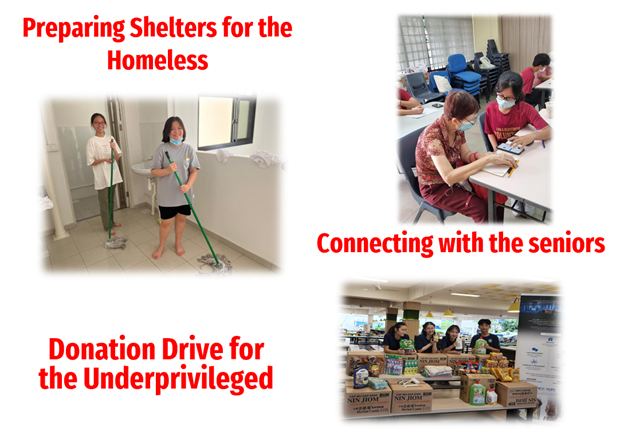 Preparing Shelters for the
Homeless
Connecting with the seniors
Donation Drive for
the Underprivileged
NIN JIOM
NIN JIOM